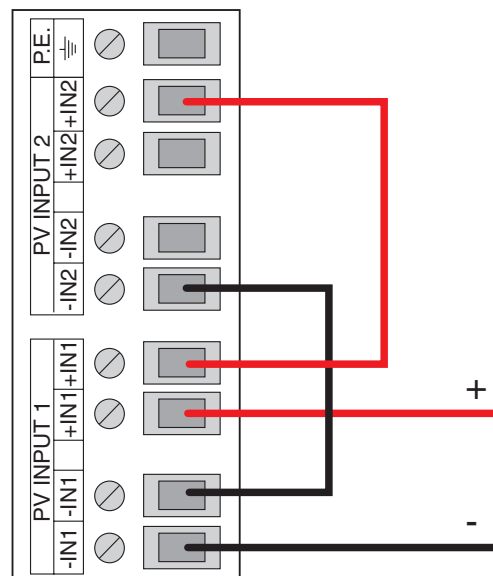 P.E.
PV INPUT 2
+IN2
+IN2
-IN2
-IN2
PV INPUT 1
+IN1
+IN1
-IN1
-IN1
+
-